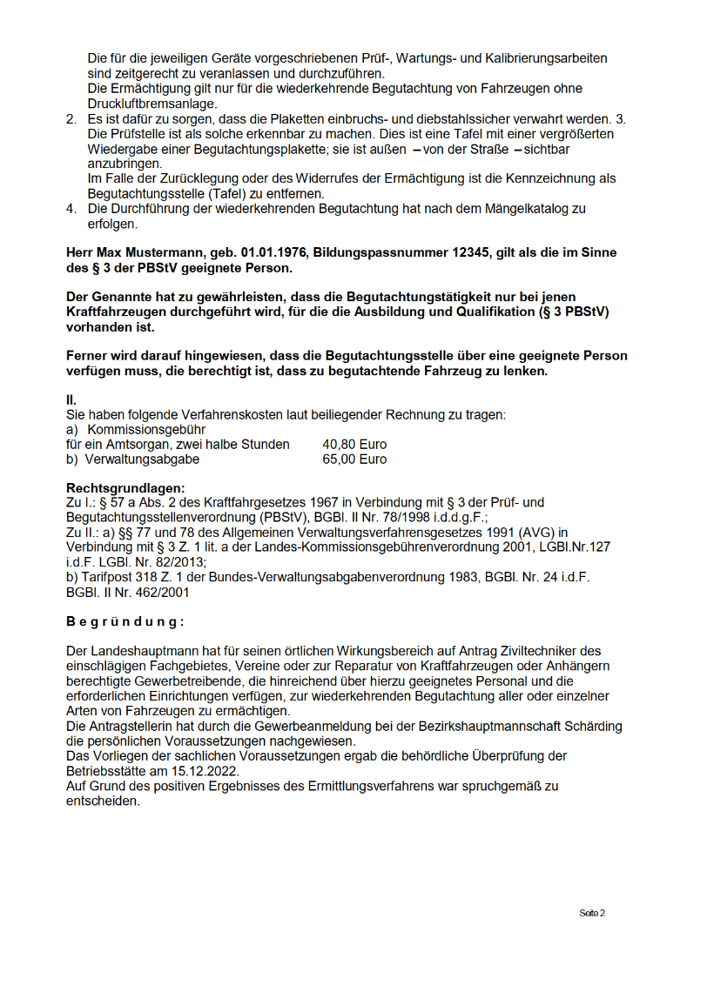 Die für die jeweiligen Geräte vorgeschriebenen Prüf-, Wartungs- und Kalibrierungsarbeiten
sind zeitgerecht zu veranlassen und durchzuführen.
Die Ermächtigung gilt nur für die wiederkehrende Begutachtung von Fahrzeugen ohne
Druckluftbremsanlage.
2. Es ist dafür zu sorgen, dass die Plaketten einbruchs- und diebstahlssicher verwahrt werden. 3.
Die Prüfstelle ist als solche erkennbar zu machen. Dies ist eine Tafel mit einer vergrößerten
Wiedergabe einer Begutachtungsplakette; sie ist außen – von der Straße – sichtbar
anzubringen.
Im Falle der Zurücklegung oder des Widerrufes der Ermächtigung ist die Kennzeichnung als
Begutachtungsstelle (Tafel) zu entfernen.
4. Die Durchführung der wiederkehrenden Begutachtung hat nach dem Mängelkatalog zu
erfolgen.
Herr Max Mustermann, geb. 01.01.1976, Bildungspassnummer 12345, gilt als die im Sinne
des § 3 der PBStV geeignete Person.
Der Genannte hat zu gewährleisten, dass die Begutachtungstätigkeit nur bei jenen
Kraftfahrzeugen durchgeführt wird, für die die Ausbildung und Qualifikation (§ 3 PBStV)
vorhanden ist.
Ferner wird darauf hingewiesen, dass die Begutachtungsstelle über eine geeignete Person
verfügen muss, die berechtigt ist, dass zu begutachtende Fahrzeug zu lenken.
II.
Sie haben folgende Verfahrenskosten laut beiliegender Rechnung zu tragen:
a) Kommissionsgebühr
für ein Amtsorgan, zwei halbe Stunden 40,80 Euro
b) Verwaltungsabgabe 65,00 Euro
Rechtsgrundlagen:
Zu I.: § 57 a Abs. 2 des Kraftfahrgesetzes 1967 in Verbindung mit § 3 der Prüf- und
Begutachtungsstellenverordnung (PBStV), BGBl. II Nr. 78/1998 i.d.d.g.F.;
Zu II.: a) §§ 77 und 78 des Allgemeinen Verwaltungsverfahrensgesetzes 1991 (AVG) in
Verbindung mit § 3 Z. 1 lit. a der Landes-Kommissionsgebührenverordnung 2001, LGBl.Nr.127
i.d.F. LGBl. Nr. 82/2013;
b) Tarifpost 318 Z. 1 der Bundes-Verwaltungsabgabenverordnung 1983, BGBl. Nr. 24 i.d.F.
BGBl. II Nr. 462/2001
B e g r ü n d u n g :
Der Landeshauptmann hat für seinen örtlichen Wirkungsbereich auf Antrag Ziviltechniker des
einschlägigen Fachgebietes, Vereine oder zur Reparatur von Kraftfahrzeugen oder Anhängern
berechtigte Gewerbetreibende, die hinreichend über hierzu geeignetes Personal und die
erforderlichen Einrichtungen verfügen, zur wiederkehrenden Begutachtung aller oder einzelner
Arten von Fahrzeugen zu ermächtigen.
Die Antragstellerin hat durch die Gewerbeanmeldung bei der Bezirkshauptmannschaft Schärding
die persönlichen Voraussetzungen nachgewiesen.
Das Vorliegen der sachlichen Voraussetzungen ergab die behördliche Überprüfung der
Betriebsstätte am 15.12.2022.
Auf Grund des positiven Ergebnisses des Ermittlungsverfahrens war spruchgemäß zu
entscheiden.
Seite 2